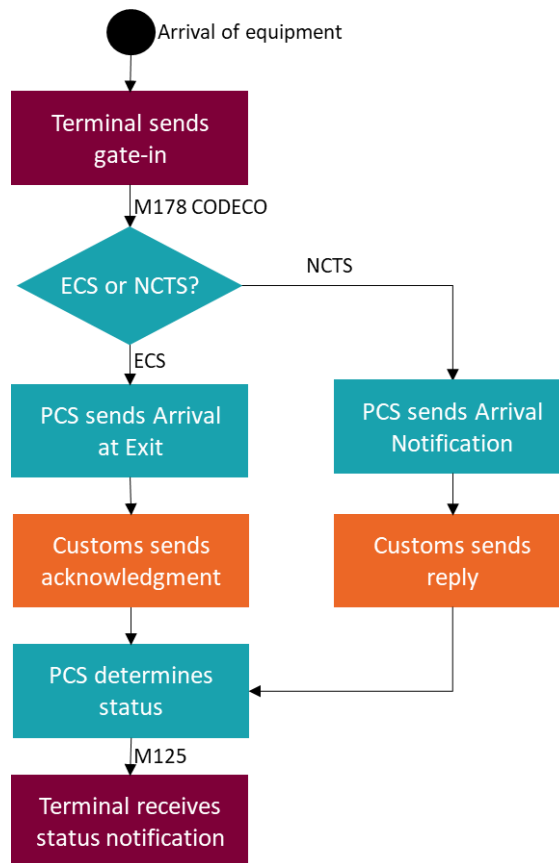 Arrival of equipment
Terminal sends
gate-in
M178 CODECO
ECS or NCTS?
NCTS
ECS
PCS sends Arrival
at Exit
PCS sends Arrival
Notification
Customs sends
acknowledgment
Customs sends
reply
PCS determines
status
M125
Terminal receives
status notification